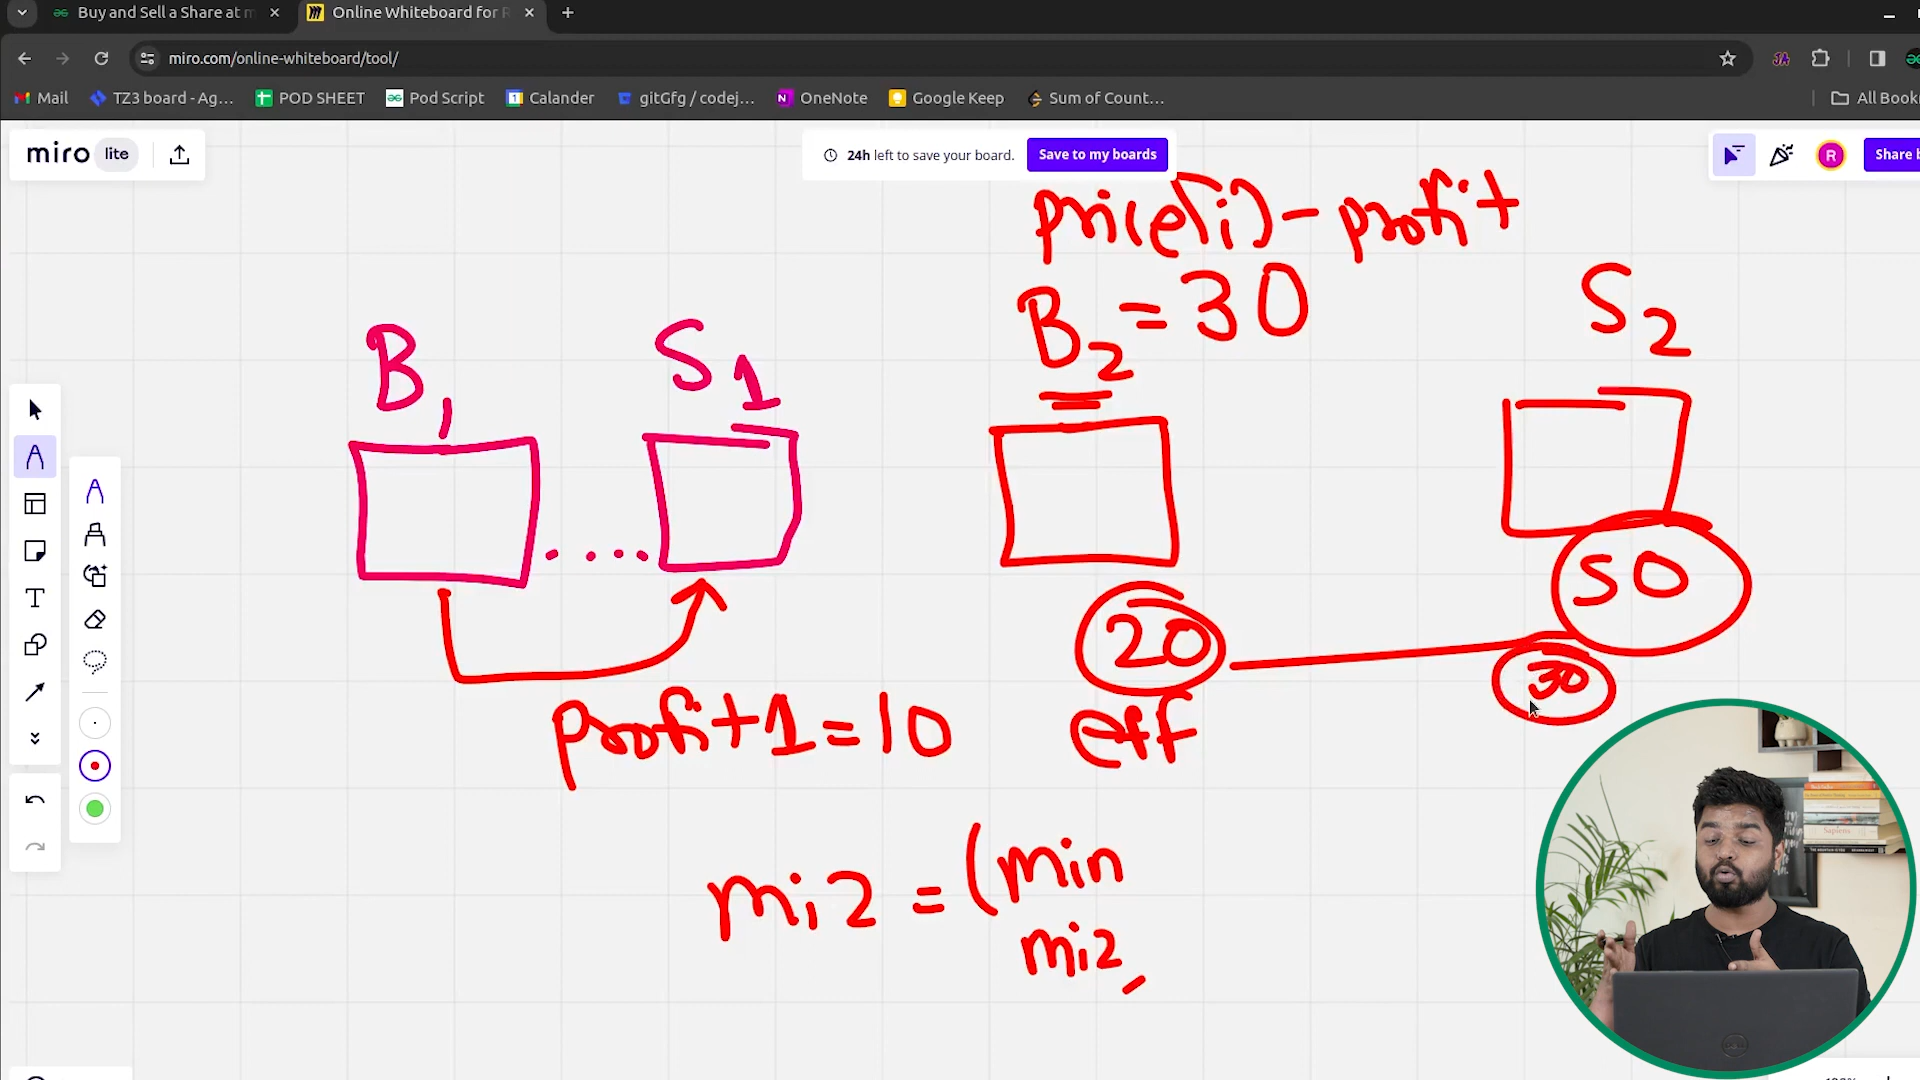 Buy and Sell a Share at m
Online Whiteboard for R
miro.com/online-whiteboard/tool/
Mail
TZ3 board - Ag...
POD SHEET
Pod Script
Calander
gitGfg / codej...
OneNote
Google Keep
Sum of Count...
All Book
miro lite
24h left to save your board.
Save to my boards
R
Share b
price[i] - profit
B2 = 30
S2
B1
S1
50
20
30
profit1 = 10
eff
mi2 = (min
mi2,